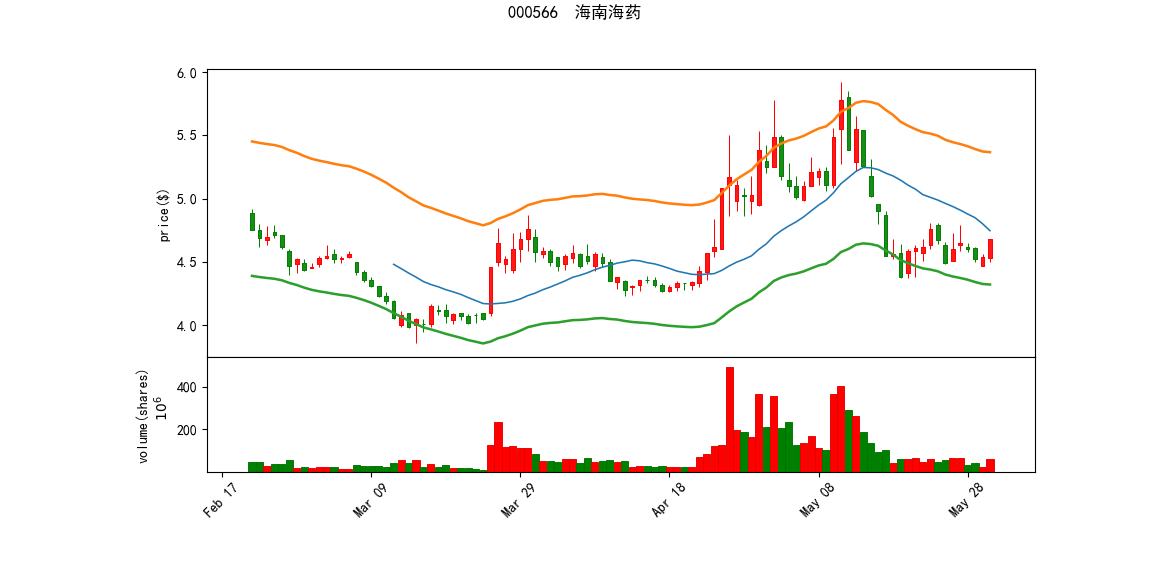 000566  海南海药
6.0
5.5
5.0
4.5
4.0
price($)
400
200
volume(shares)
10^6
Feb 17
Mar 09
Mar 29
Apr 18
May 08
May 28